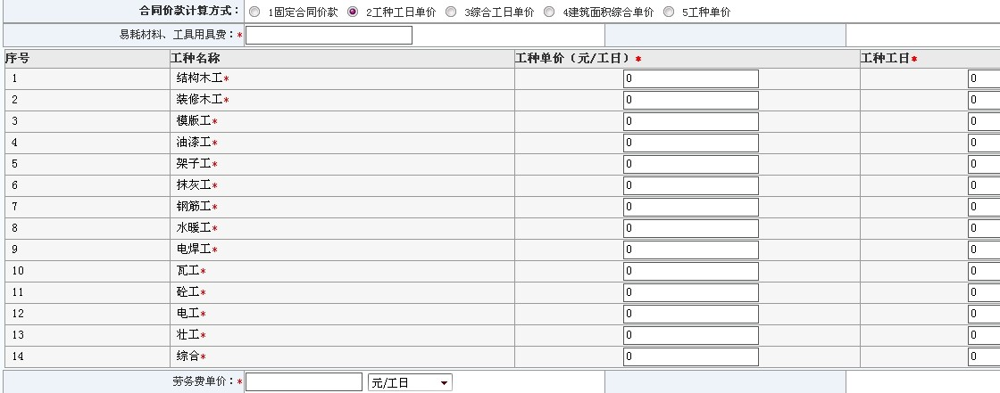 合同价款计算方式： 1固定合同价款 2工种工日单价 3综合工日单价 4建筑面积综合单价 5工种单价
易耗材料、工具用具费：*
序号 工种名称 工种单价（元/工日）* 工种工日*
1 结构木工* 0 0
2 装修木工* 0 0
3 模版工* 0 0
4 油漆工* 0 0
5 架子工* 0 0
6 抹灰工* 0 0
7 钢筋工* 0 0
8 水暖工* 0 0
9 电焊工* 0 0
10 瓦工* 0 0
11 砼工* 0 0
12 电工* 0 0
13 壮工* 0 0
14 综合* 0 0
劳务费单价：* 元/工日